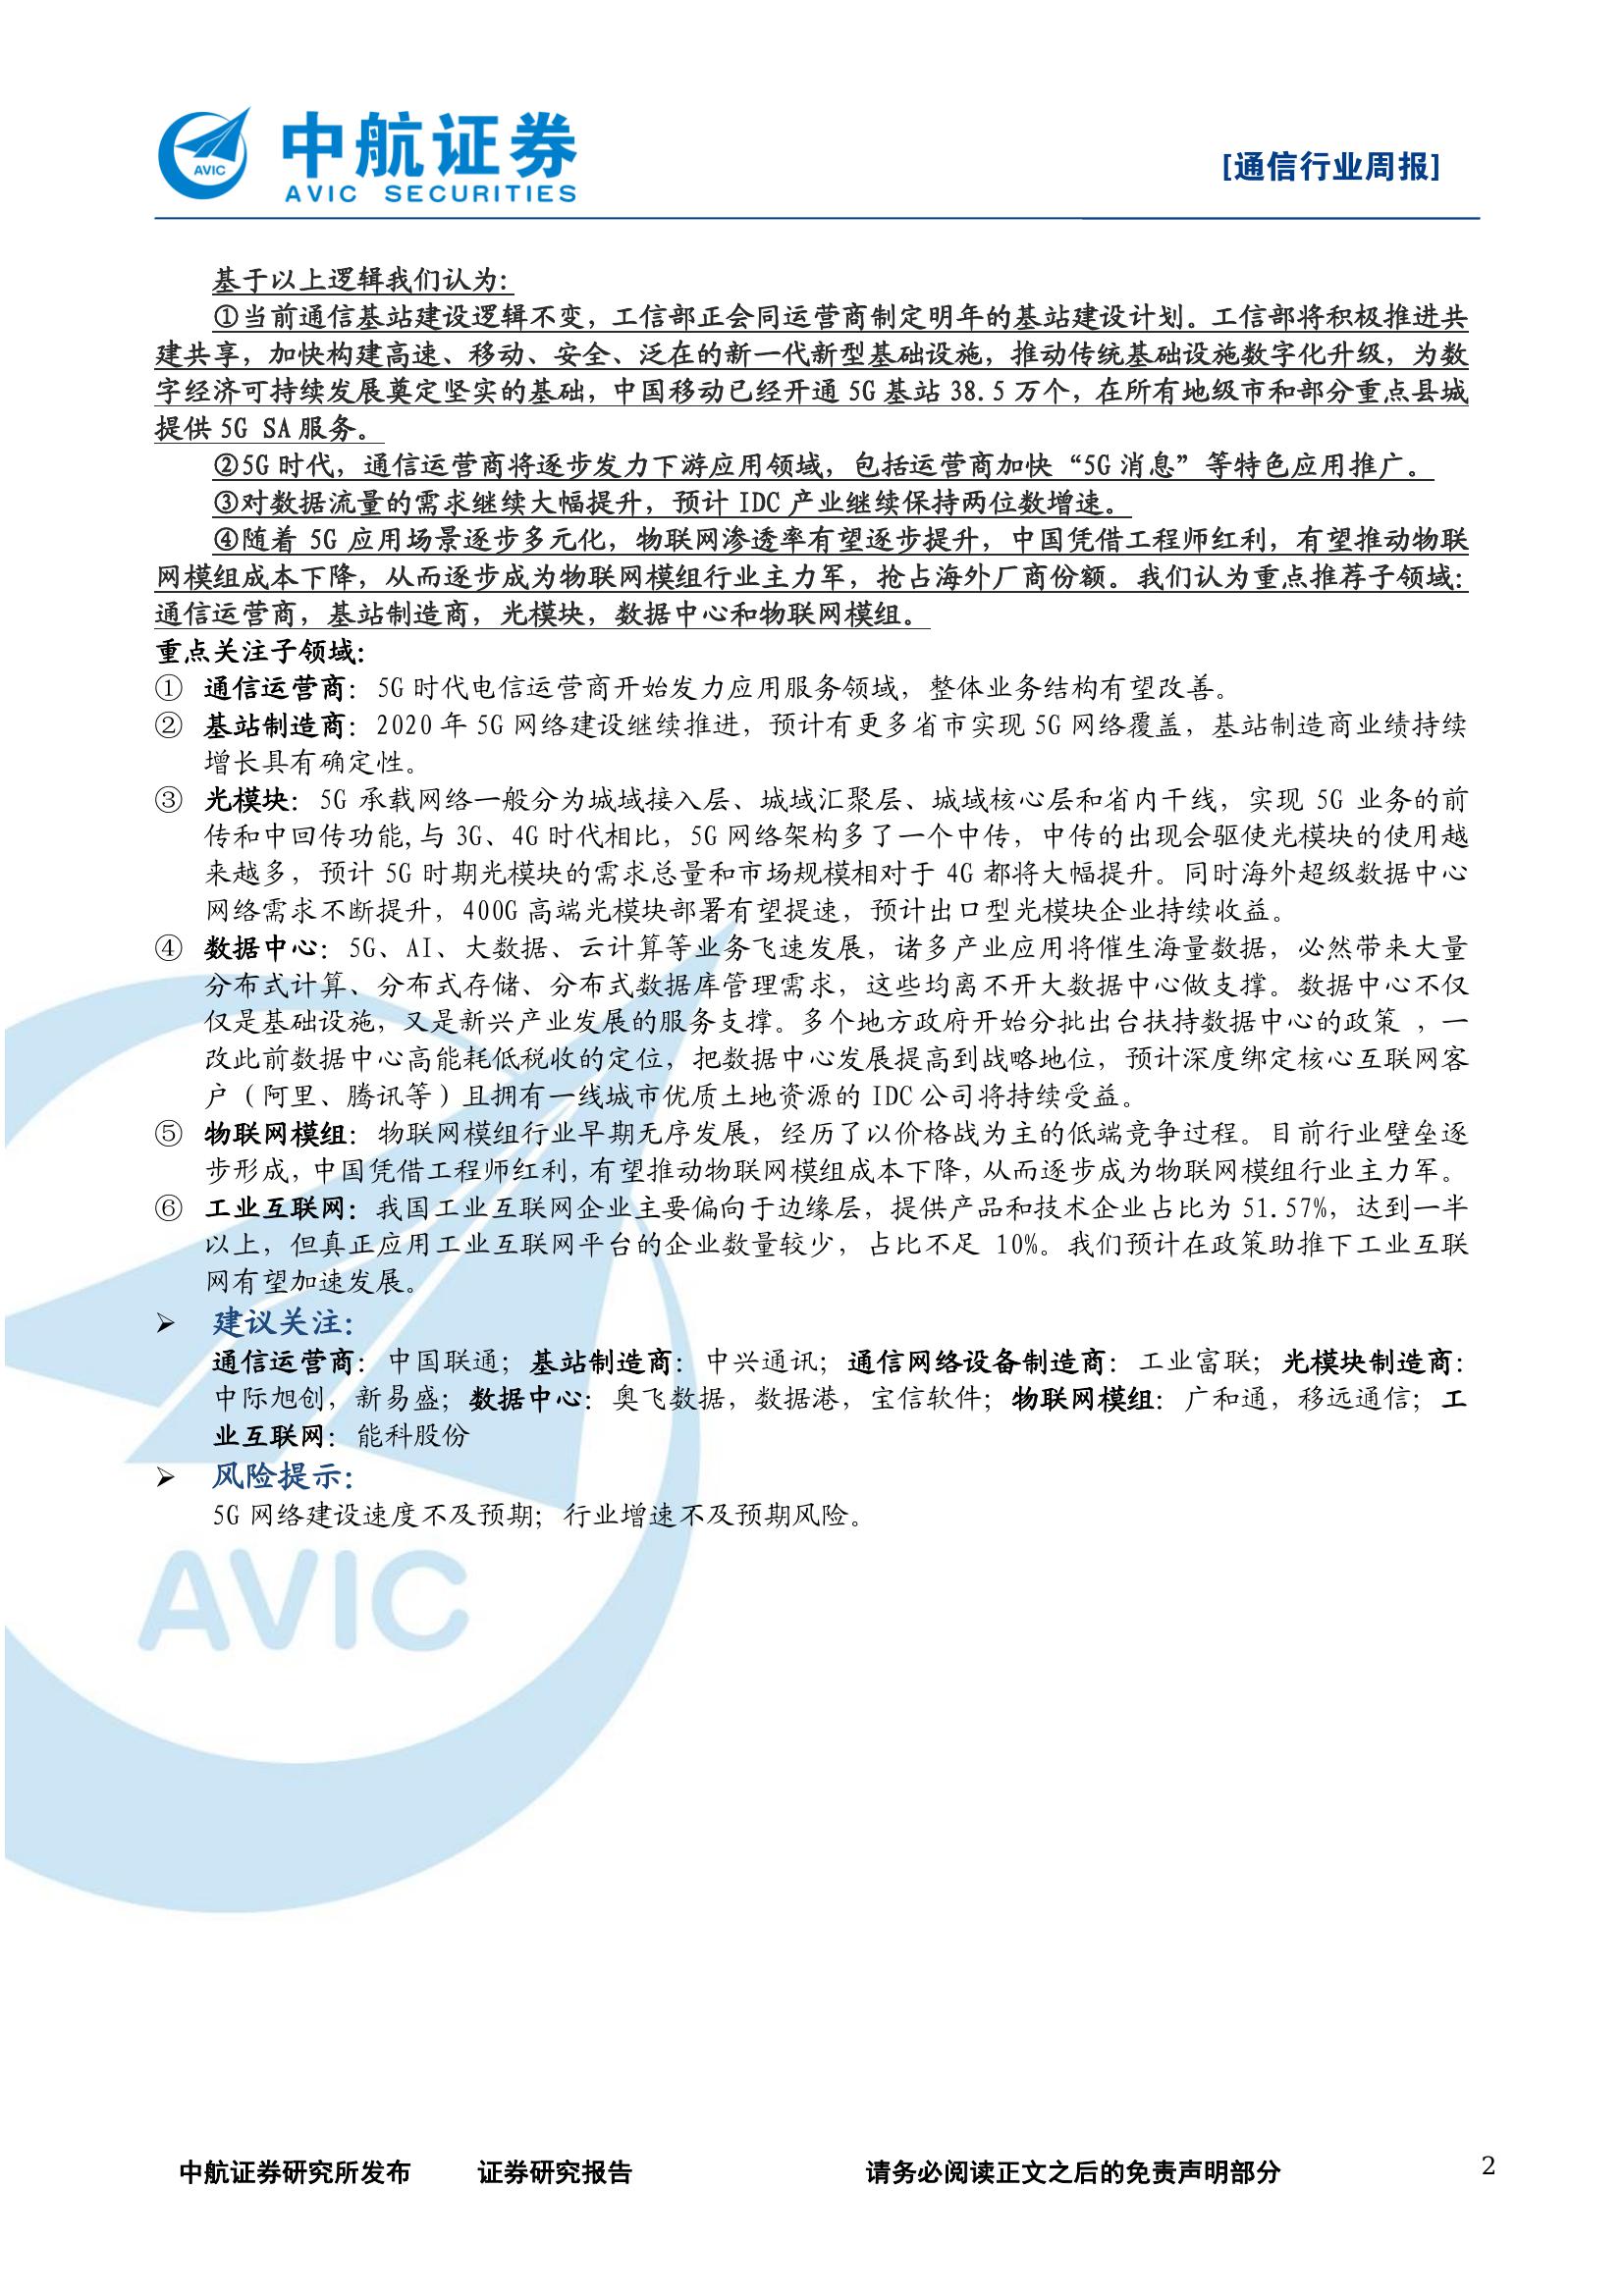 AVIC
中航证券
AVIC SECURITIES
[通信行业周报]
基于以上逻辑我们认为：
①当前通信基站建设逻辑不变，工信部正会同运营商制定明年的基站建设计划。工信部将积极推进共
建共享，加快构建高速、移动、安全、泛在的新一代新型基础设施，推动传统基础设施数字化升级，为数
字经济可持续发展奠定坚实的基础，中国移动已经开通 5G 基站 38.5 万个，在所有地级市和部分重点县城
提供 5G SA 服务。
②5G 时代，通信运营商将逐步发力下游应用领域，包括运营商加快“5G 消息”等特色应用推广。
③对数据流量的需求继续大幅提升，预计 IDC 产业继续保持两位数增速。
④随着 5G 应用场景逐步多元化，物联网渗透率有望逐步提升，中国凭借工程师红利，有望推动物联
网模组成本下降，从而逐步成为物联网模组行业主力军，抢占海外厂商份额。我们认为重点推荐子领域：
通信运营商，基站制造商，光模块，数据中心和物联网模组。
重点关注子领域：
① 通信运营商：5G 时代电信运营商开始发力应用服务领域，整体业务结构有望改善。
② 基站制造商：2020 年 5G 网络建设继续推进，预计有更多省市实现 5G 网络覆盖，基站制造商业绩持续
增长具有确定性。
③ 光模块：5G 承载网络一般分为城域接入层、城域汇聚层、城域核心层和省内干线，实现 5G 业务的前
传和中回传功能,与 3G、4G 时代相比，5G 网络架构多了一个中传，中传的出现会驱使光模块的使用越
来越多，预计 5G 时期光模块的需求总量和市场规模相对于 4G 都将大幅提升。同时海外超级数据中心
网络需求不断提升，400G 高端光模块部署有望提速，预计出口型光模块企业持续收益。
④ 数据中心：5G、AI、大数据、云计算等业务飞速发展，诸多产业应用将催生海量数据，必然带来大量
分布式计算、分布式存储、分布式数据库管理需求，这些均离不开大数据中心做支撑。数据中心不仅
仅是基础设施，又是新兴产业发展的服务支撑。多个地方政府开始分批出台扶持数据中心的政策 ，一
改此前数据中心高能耗低税收的定位，把数据中心发展提高到战略地位，预计深度绑定核心互联网客
户（阿里、腾讯等）且拥有一线城市优质土地资源的 IDC 公司将持续受益。
⑤ 物联网模组：物联网模组行业早期无序发展，经历了以价格战为主的低端竞争过程。目前行业壁垒逐
步形成，中国凭借工程师红利，有望推动物联网模组成本下降，从而逐步成为物联网模组行业主力军。
⑥ 工业互联网：我国工业互联网企业主要偏向于边缘层，提供产品和技术企业占比为 51.57%，达到一半
以上，但真正应用工业互联网平台的企业数量较少，占比不足 10%。我们预计在政策助推下工业互联
网有望加速发展。
➢ 建议关注：
通信运营商：中国联通；基站制造商：中兴通讯；通信网络设备制造商：工业富联；光模块制造商：
中际旭创，新易盛；数据中心：奥飞数据，数据港，宝信软件；物联网模组：广和通，移远通信；工
业互联网：能科股份
➢ 风险提示：
5G 网络建设速度不及预期；行业增速不及预期风险。
AVIC
中航证券研究所发布 证券研究报告 请务必阅读正文之后的免责声明部分 2